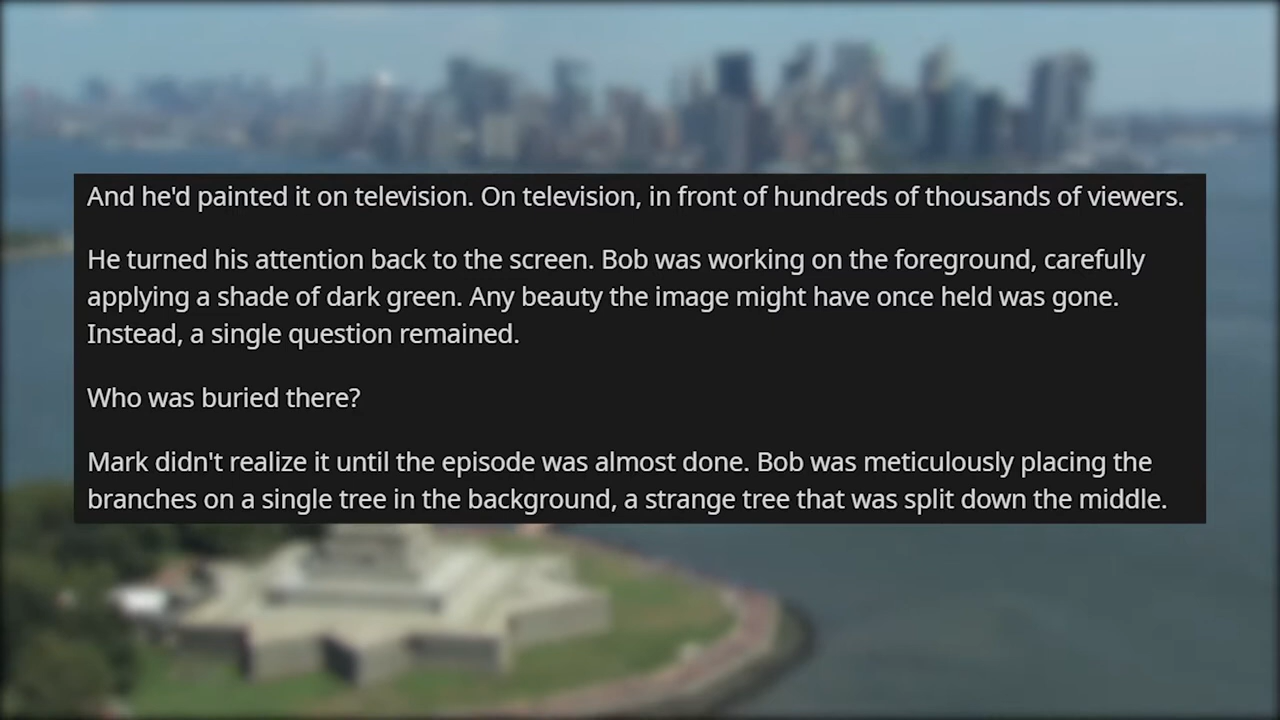 And he'd painted it on television. On television, in front of hundreds of thousands of viewers.
He turned his attention back to the screen. Bob was working on the foreground, carefully
applying a shade of dark green. Any beauty the image might have once held was gone.
Instead, a single question remained.
Who was buried there?
Mark didn't realize it until the episode was almost done. Bob was meticulously placing the
branches on a single tree in the background, a strange tree that was split down the middle.